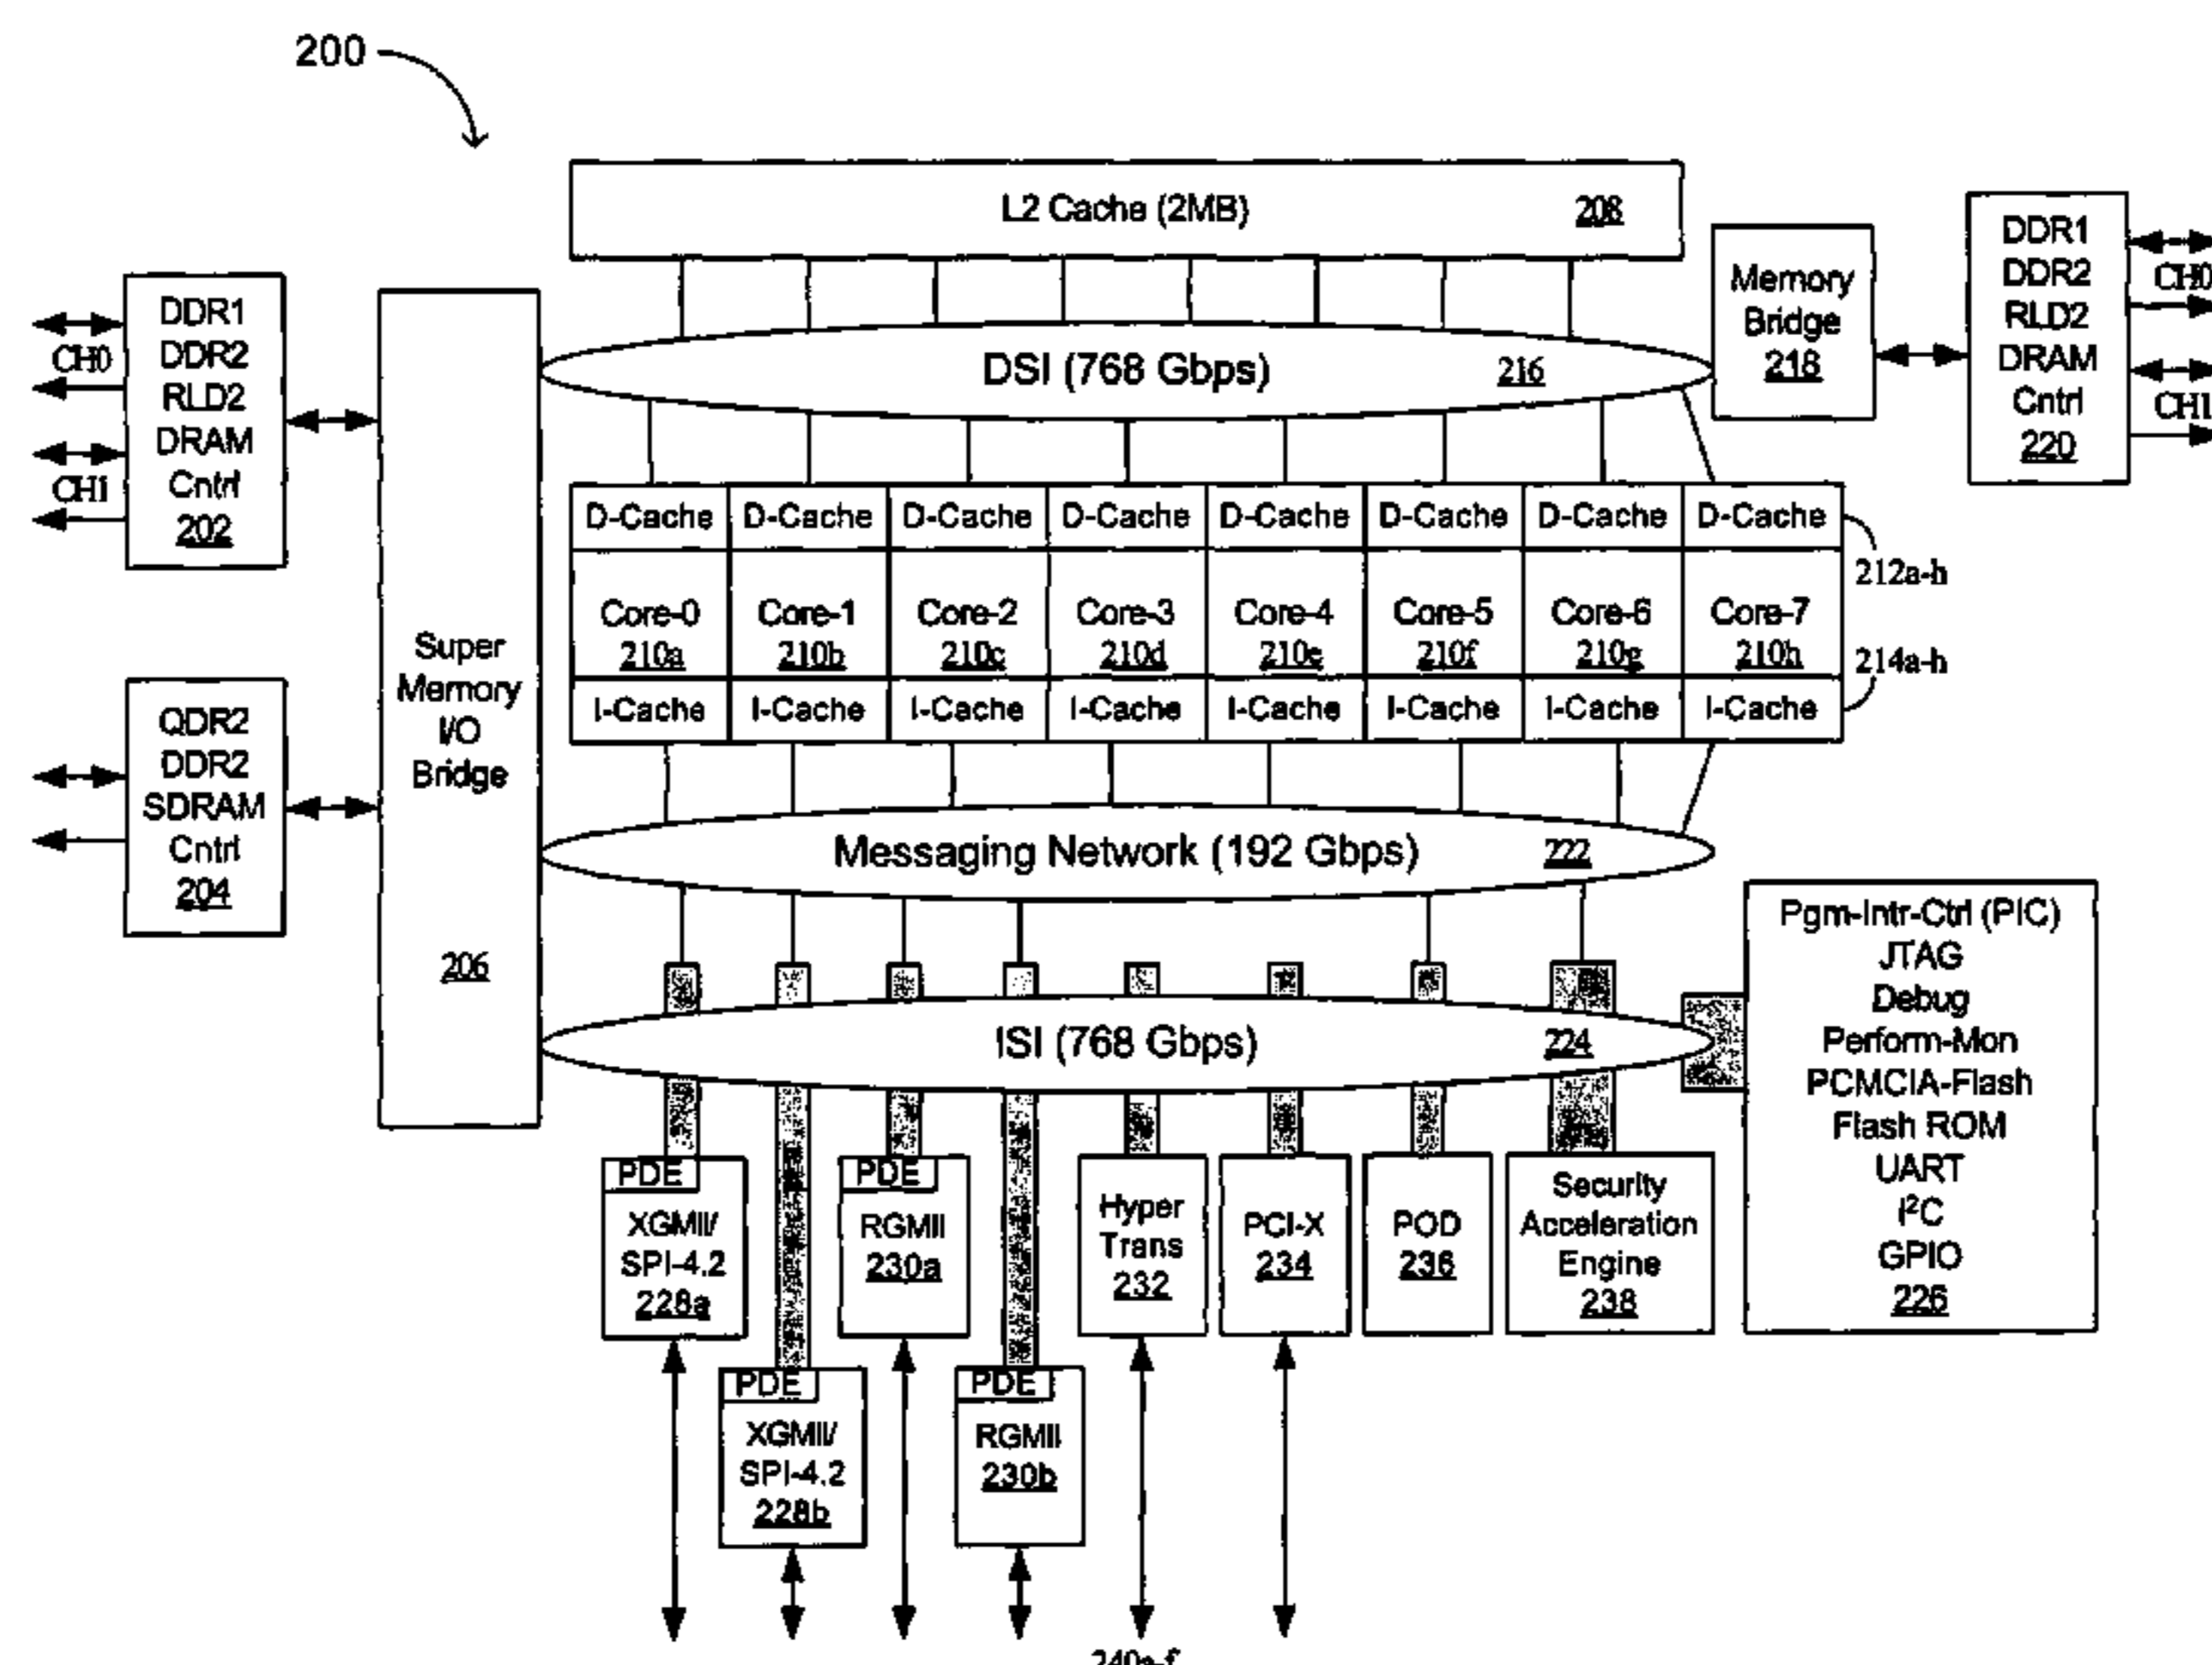 200
L2 Cache (2MB) 208
DSI (768 Gbps) 216
Memory
Bridge
218
DDR1
DDR2
RLD2
DRAM
Cntrl
220
CH0
CH1
DDR1
DDR2
RLD2
DRAM
Cntrl
202
CH0
CH1
QDR2
DDR2
SDRAM
Cntrl
204
Super
Memory
I/O
Bridge
206
D-Cache D-Cache D-Cache D-Cache D-Cache D-Cache D-Cache D-Cache
212a-h
Core-0 Core-1 Core-2 Core-3 Core-4 Core-5 Core-6 Core-7
210a 210b 210c 210d 210e 210f 210g 210h
214a-h
I-Cache I-Cache I-Cache I-Cache I-Cache I-Cache I-Cache I-Cache
Messaging Network (192 Gbps) 222
ISI (768 Gbps) 224
Pgm-Intr-Ctrl (PIC)
JTAG
Debug
Perform-Mon
PCMCIA-Flash
Flash ROM
UART
I²C
GPIO
226
PDE
XGMII/
SPI-4.2
228a
PDE
XGMII/
SPI-4.2
228b
PDE
RGMII
230a
PDE
RGMII
230b
Hyper
Trans
232
PCI-X
234
POD
236
Security
Acceleration
Engine
238
240a-f